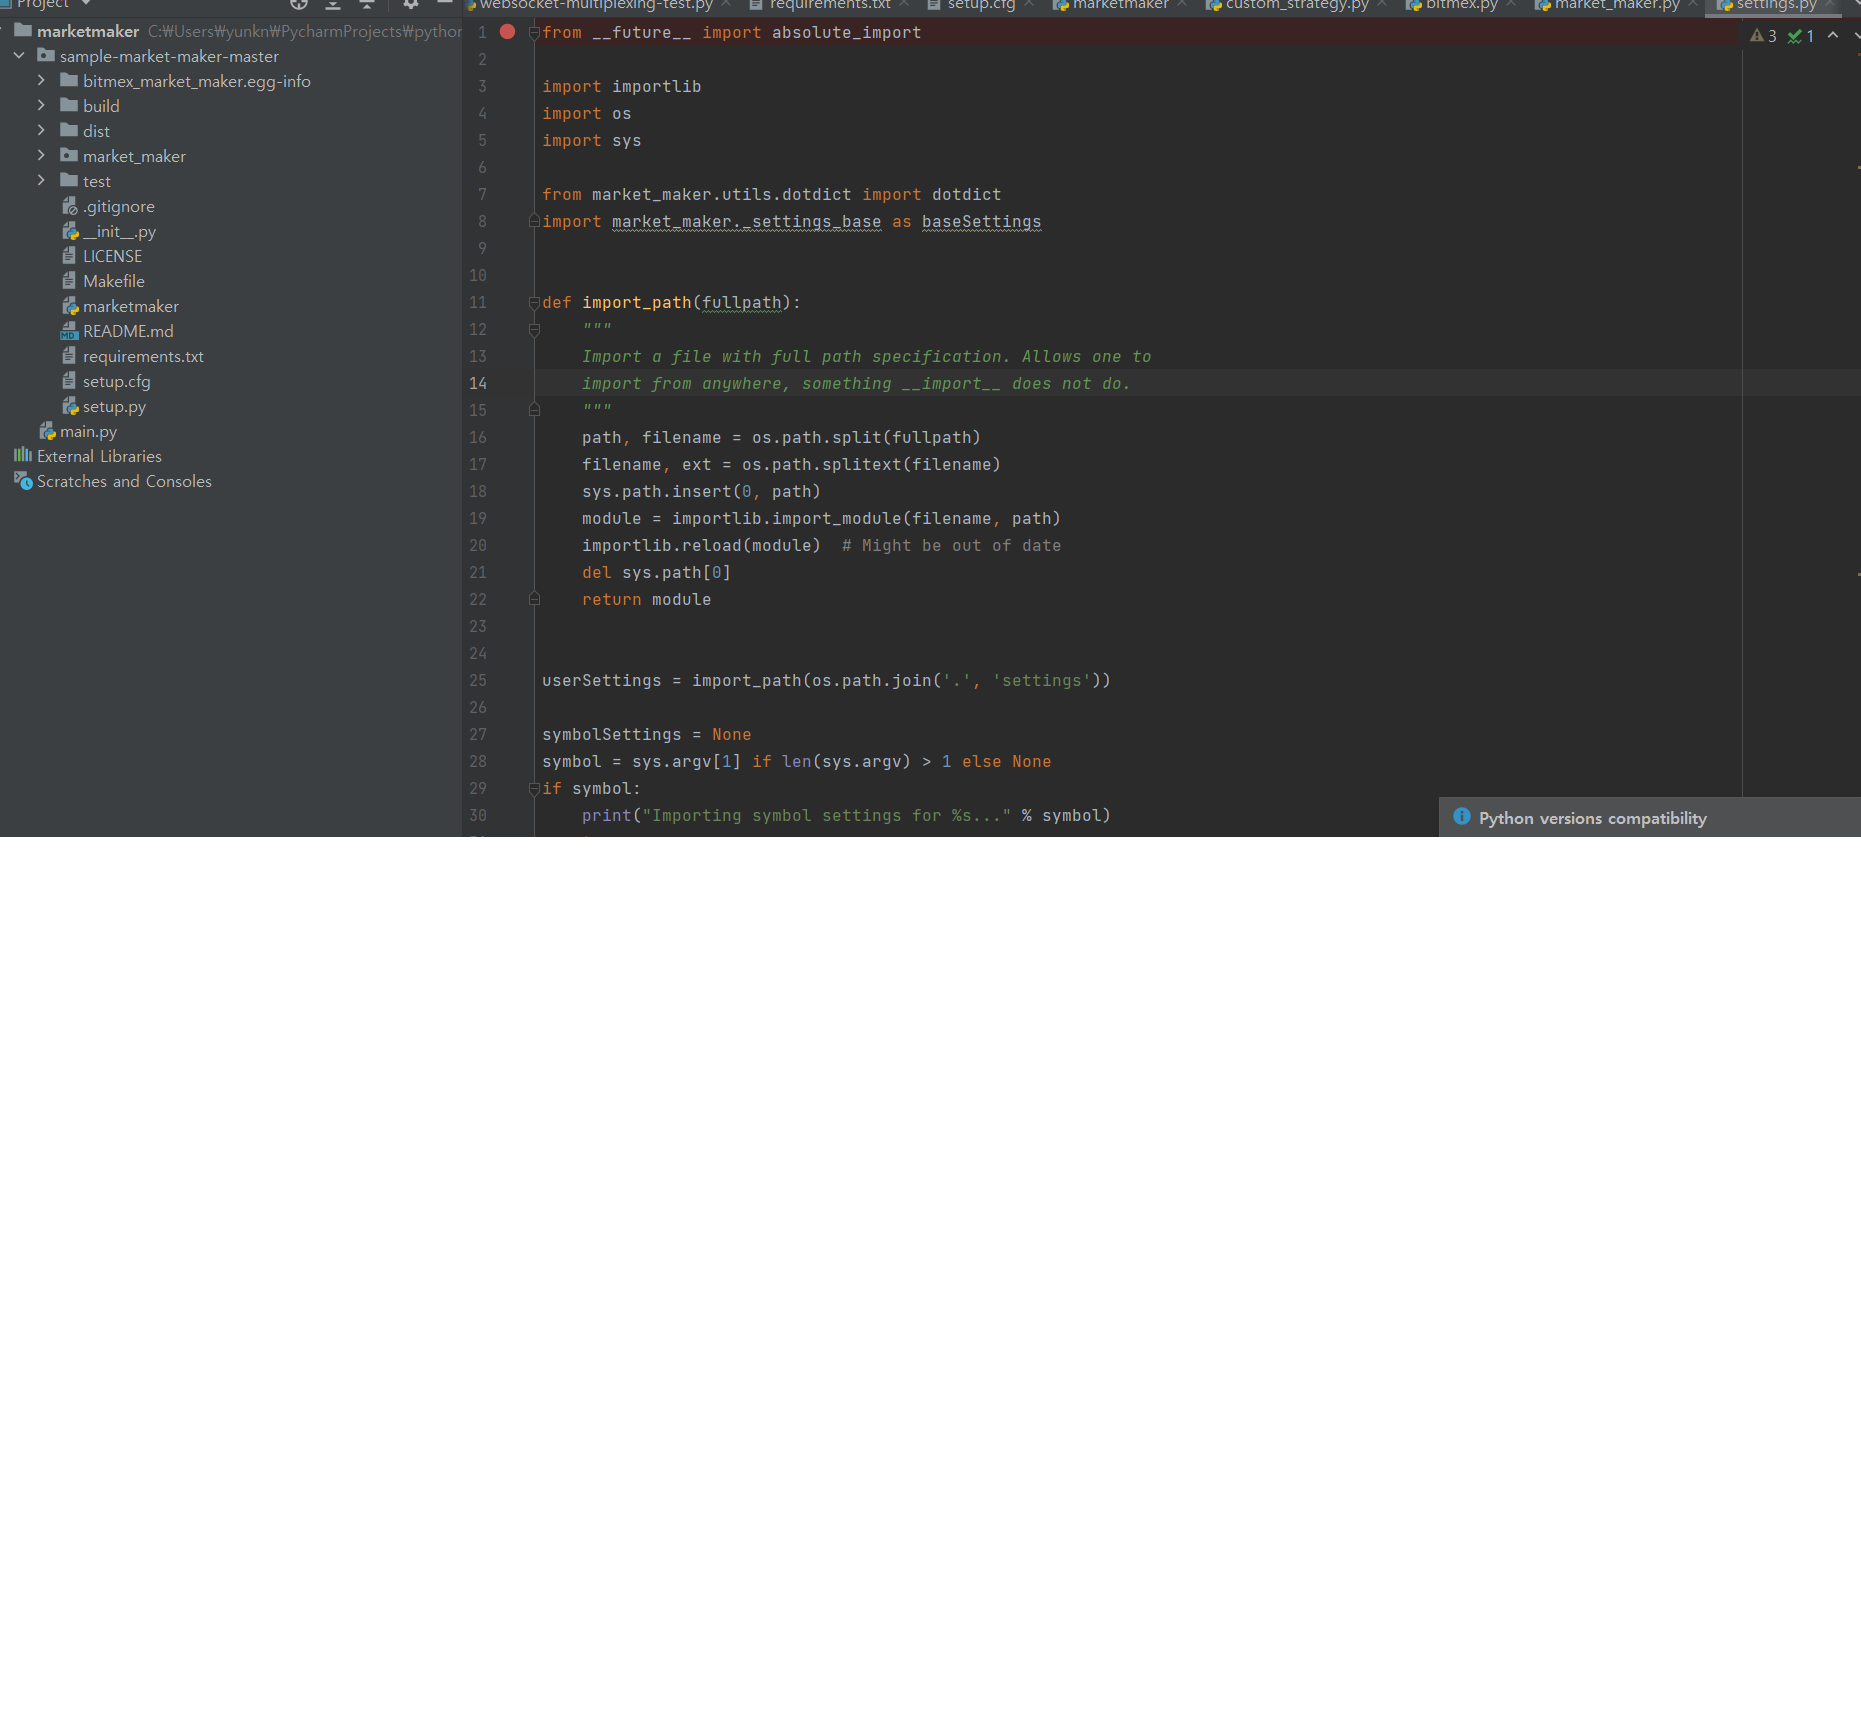 Project
marketmaker C:₩Users₩yunkn₩PycharmProjects₩python
sample-market-maker-master
bitmex_market_maker.egg-info
build
dist
market_maker
test
.gitignore
__init__.py
LICENSE
Makefile
marketmaker
README.md
requirements.txt
setup.cfg
setup.py
main.py
External Libraries
Scratches and Consoles
websocket-multiplexing-test.py requirements.txt setup.cfg marketmaker custom_strategy.py bitmex.py market_maker.py settings.py
3 1
1 from __future__ import absolute_import
2
3 import importlib
4 import os
5 import sys
6
7 from market_maker.utils.dotdict import dotdict
8 import market_maker._settings_base as baseSettings
9
10
11 def import_path(fullpath):
12     """
13     Import a file with full path specification. Allows one to
14     import from anywhere, something __import__ does not do.
15     """
16     path, filename = os.path.split(fullpath)
17     filename, ext = os.path.splitext(filename)
18     sys.path.insert(0, path)
19     module = importlib.import_module(filename, path)
20     importlib.reload(module)  # Might be out of date
21     del sys.path[0]
22     return module
23
24
25 userSettings = import_path(os.path.join('.', 'settings'))
26
27 symbolSettings = None
28 symbol = sys.argv[1] if len(sys.argv) > 1 else None
29 if symbol:
30     print("Importing symbol settings for %s..." % symbol)
Python versions compatibility